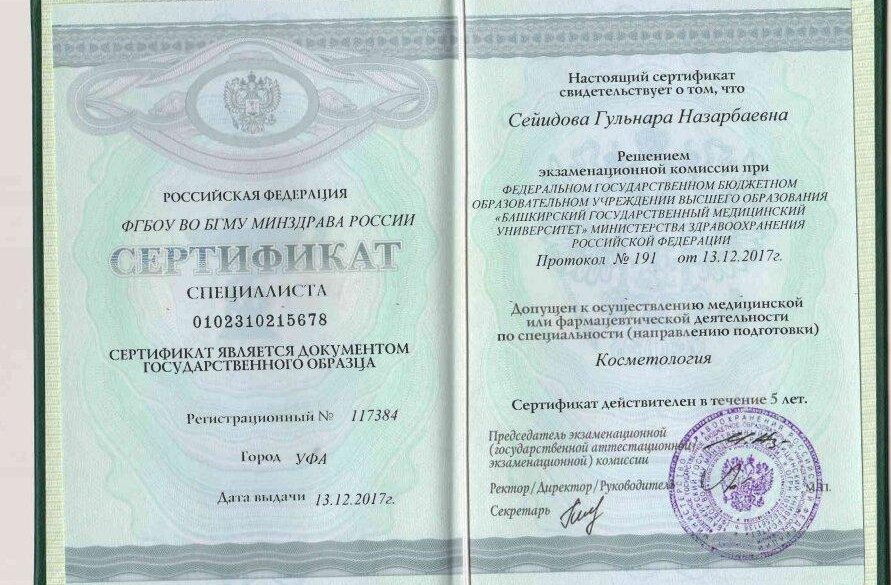 РОССИЙСКАЯ ФЕДЕРАЦИЯ
ФГБОУ ВО БГМУ МИНЗДРАВА РОССИИ
СЕРТИФИКАТ
СПЕЦИАЛИСТА
0102310215678
СЕРТИФИКАТ ЯВЛЯЕТСЯ ДОКУМЕНТОМ
ГОСУДАРСТВЕННОГО ОБРАЗЦА
Регистрационный № 117384
Город УФА
Дата выдачи 13.12.2017г.
Настоящий сертификат
свидетельствует о том, что
Сейидова Гульнара Назарбаевна
Решением
экзаменационной комиссии при
ФЕДЕРАЛЬНОМ ГОСУДАРСТВЕННОМ БЮДЖЕТНОМ
ОБРАЗОВАТЕЛЬНОМ УЧРЕЖДЕНИИ ВЫСШЕГО ОБРАЗОВАНИЯ
«БАШКИРСКИЙ ГОСУДАРСТВЕННЫЙ МЕДИЦИНСКИЙ
УНИВЕРСИТЕТ» МИНИСТЕРСТВА ЗДРАВООХРАНЕНИЯ
РОССИЙСКОЙ ФЕДЕРАЦИИ
Протокол № 191 от 13.12.2017г.
Допущен к осуществлению медицинской
или фармацевтической деятельности
по специальности (направлению подготовки)
Косметология
Сертификат действителен в течение 5 лет.
Председатель экзаменационной
(государственной аттестационной/
экзаменационной) комиссии
Ректор/Директор/Руководитель
М.П.
Секретарь